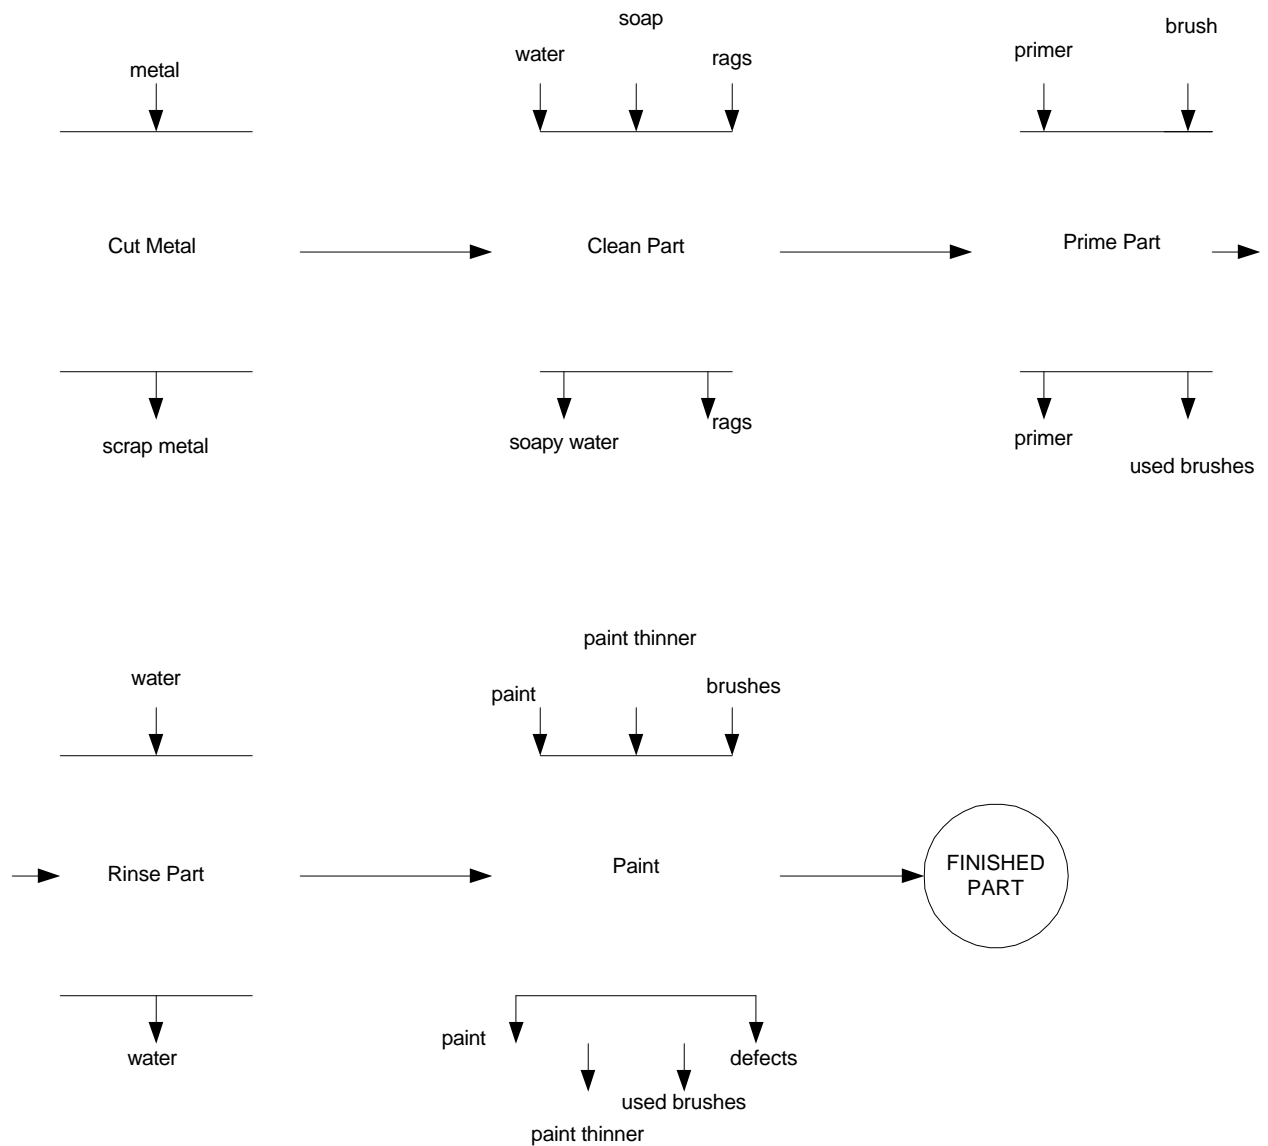 soap
brush
water
rags
primer
metal
Cut Metal
Clean Part
Prime Part
scrap metal
soapy water
rags
primer
used brushes
paint thinner
water
paint
brushes
Rinse Part
Paint
FINISHED
PART
water
paint
defects
used brushes
paint thinner